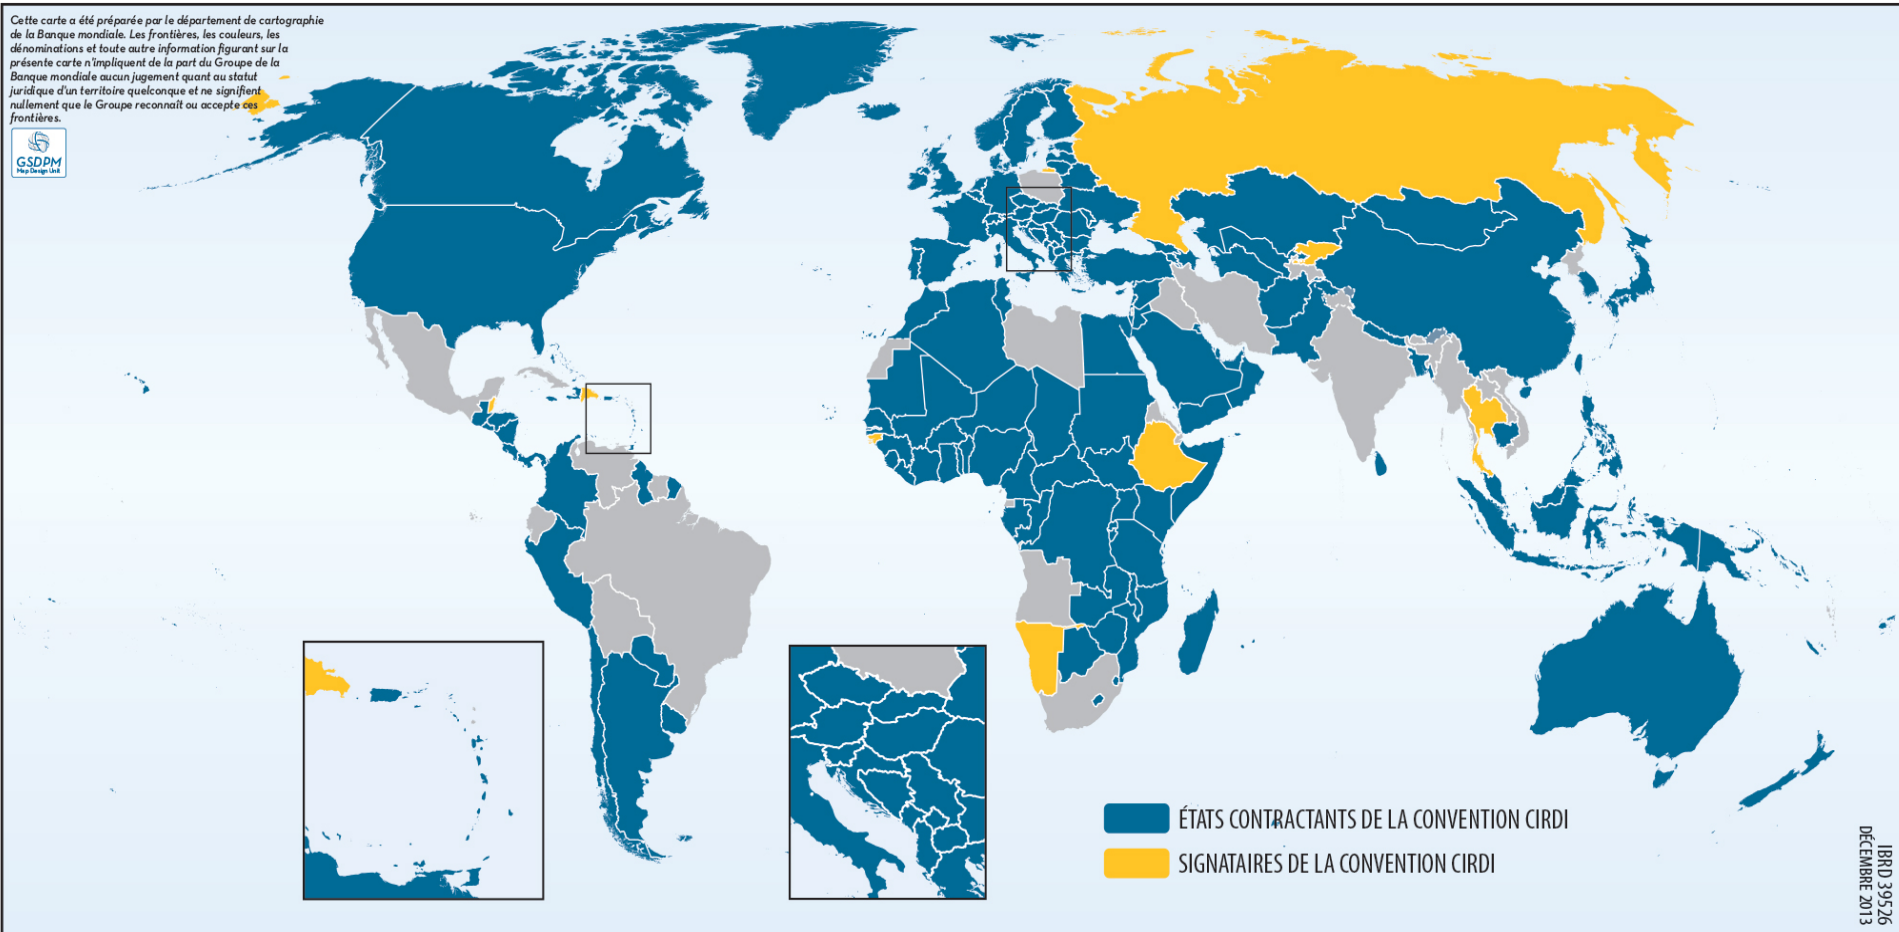 Cette carte a été préparée par le département de cartographie
de la Banque mondiale. Les frontières, les couleurs, les
dénominations et toute autre information figurant sur la
présente carte n'impliquent de la part du Groupe de la
Banque mondiale aucun jugement quant au statut
juridique d'un territoire quelconque et ne signifient
nullement que le Groupe reconnaît ou accepte ces
frontières.
GSDPM
Map Design Unit
ÉTATS CONTRACTANTS DE LA CONVENTION CIRDI
SIGNATAIRES DE LA CONVENTION CIRDI
IBRD 39526
DÉCEMBRE 2013